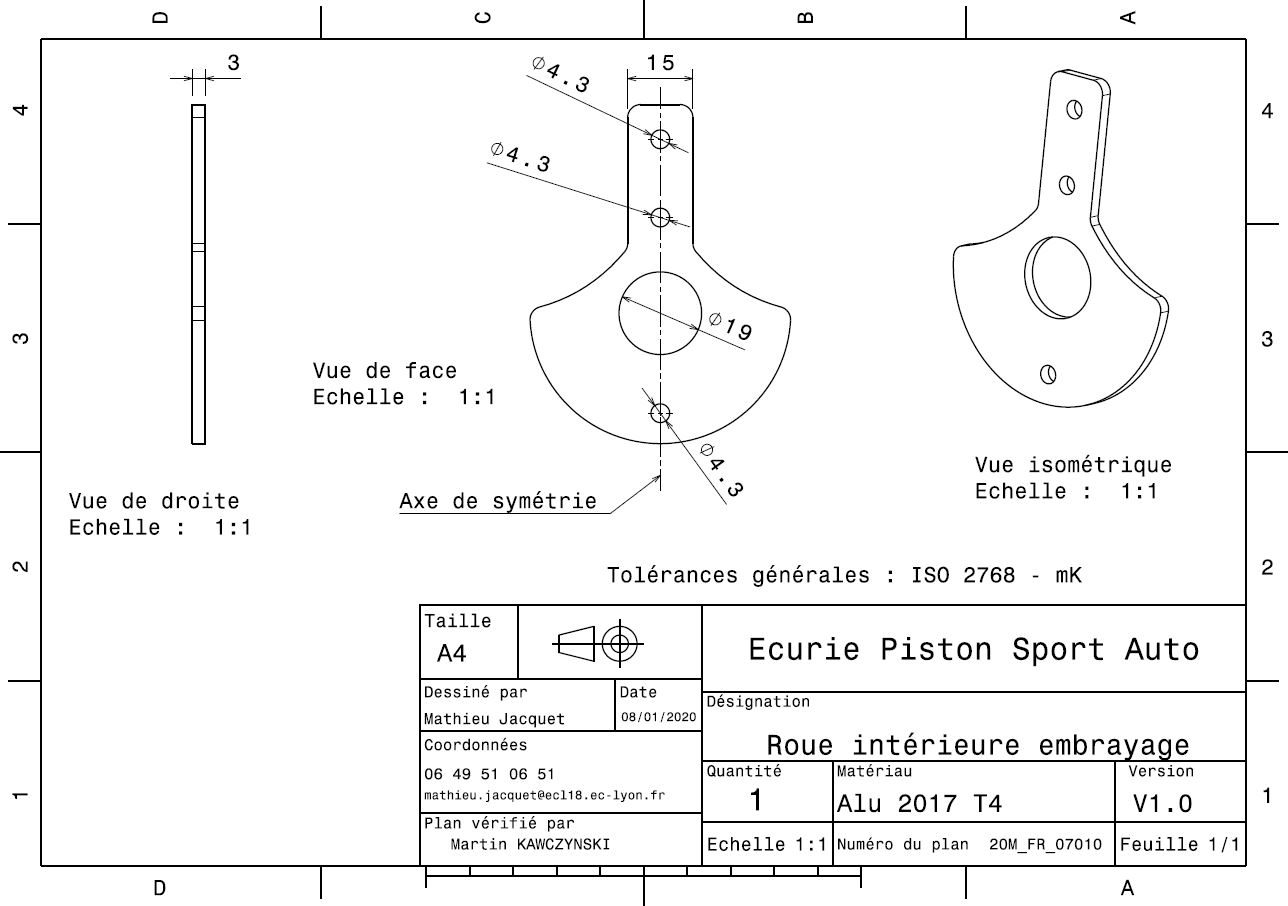 D C B A
4 4
3 3
2 2
1 1
3
⌀4.3
15
⌀4.3
⌀19
⌀4.3
Vue de face
Echelle : 1:1
Vue de droite
Echelle : 1:1
Axe de symétrie
Vue isométrique
Echelle : 1:1
Tolérances générales : ISO 2768 - mK
Taille
A4
Ecurie Piston Sport Auto
Dessiné par
Mathieu Jacquet
Date
08/01/2020
Désignation
Roue intérieure embrayage
Coordonnées
06 49 51 06 51
mathieu.jacquet@ecl18.ec-lyon.fr
Quantité
1
Matériau
Alu 2017 T4
Version
V1.0
Plan vérifié par
Martin KAWCZYNSKI
Echelle 1:1
Numéro du plan 20M_FR_07010
Feuille 1/1
D A